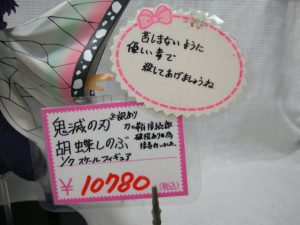 苦しまないように
優しい毒で
殺してあげましょうね
鬼滅の刃
※訳あり
胡蝶しのぶ
1/7 スケールフィギュア
¥10780(税込)